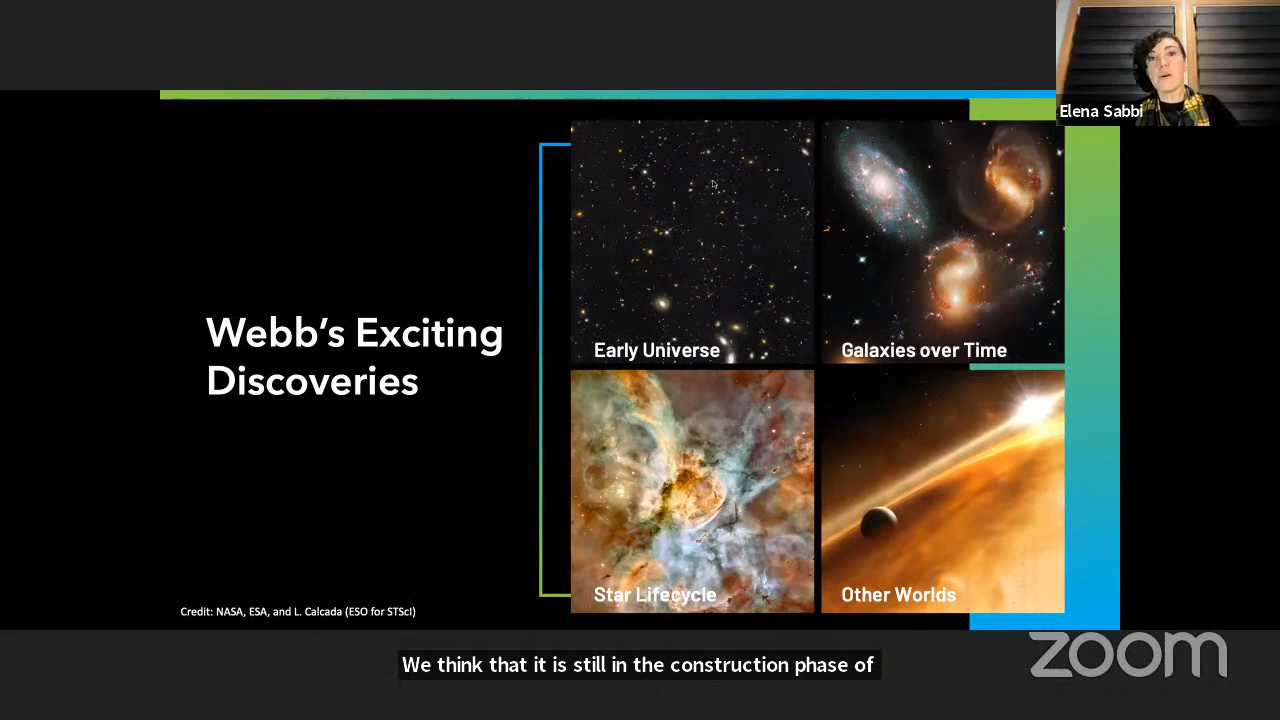 Elena Sabbi
Webb's Exciting
Discoveries
Early Universe
Galaxies over Time
Star Lifecycle
Other Worlds
Credit: NASA, ESA, and L. Calcada (ESO for STScI)
We think that it is still in the construction phase of
zoom